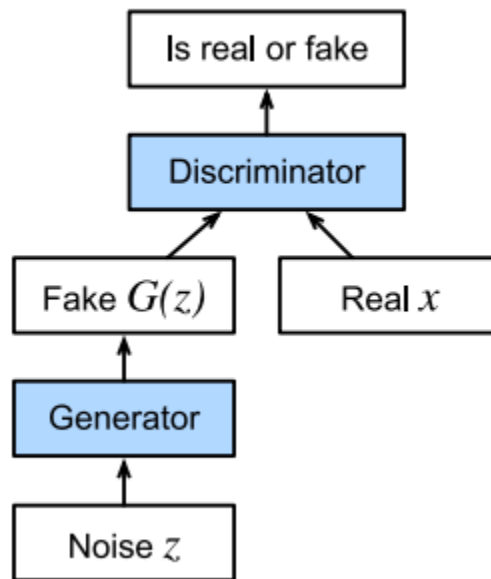 Is real or fake
Discriminator
Fake G(z)
Real x
Generator
Noise z